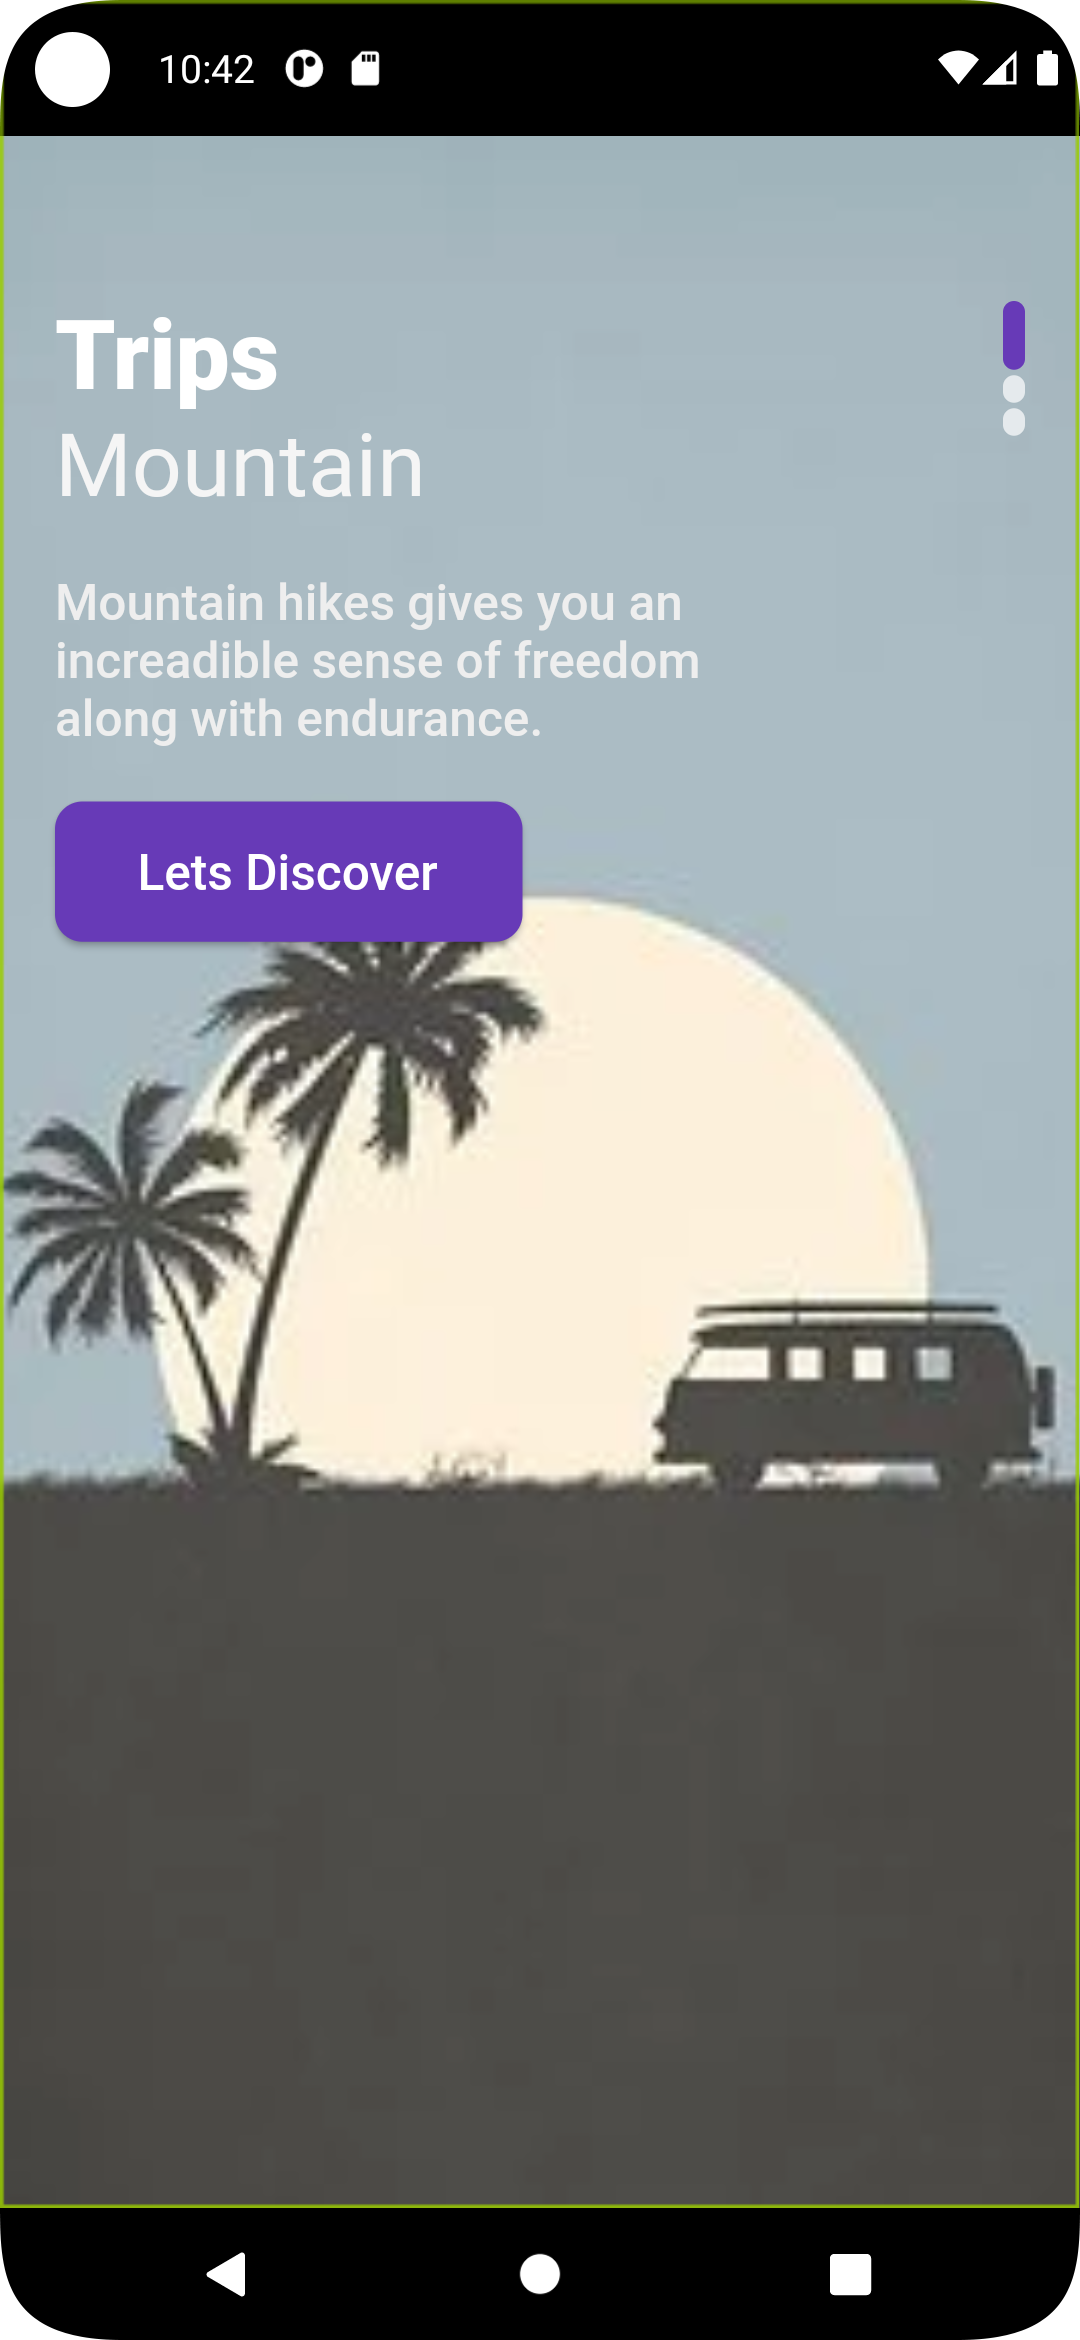 10:42
Trips
Mountain
Mountain hikes gives you an
increadible sense of freedom
along with endurance.
Lets Discover